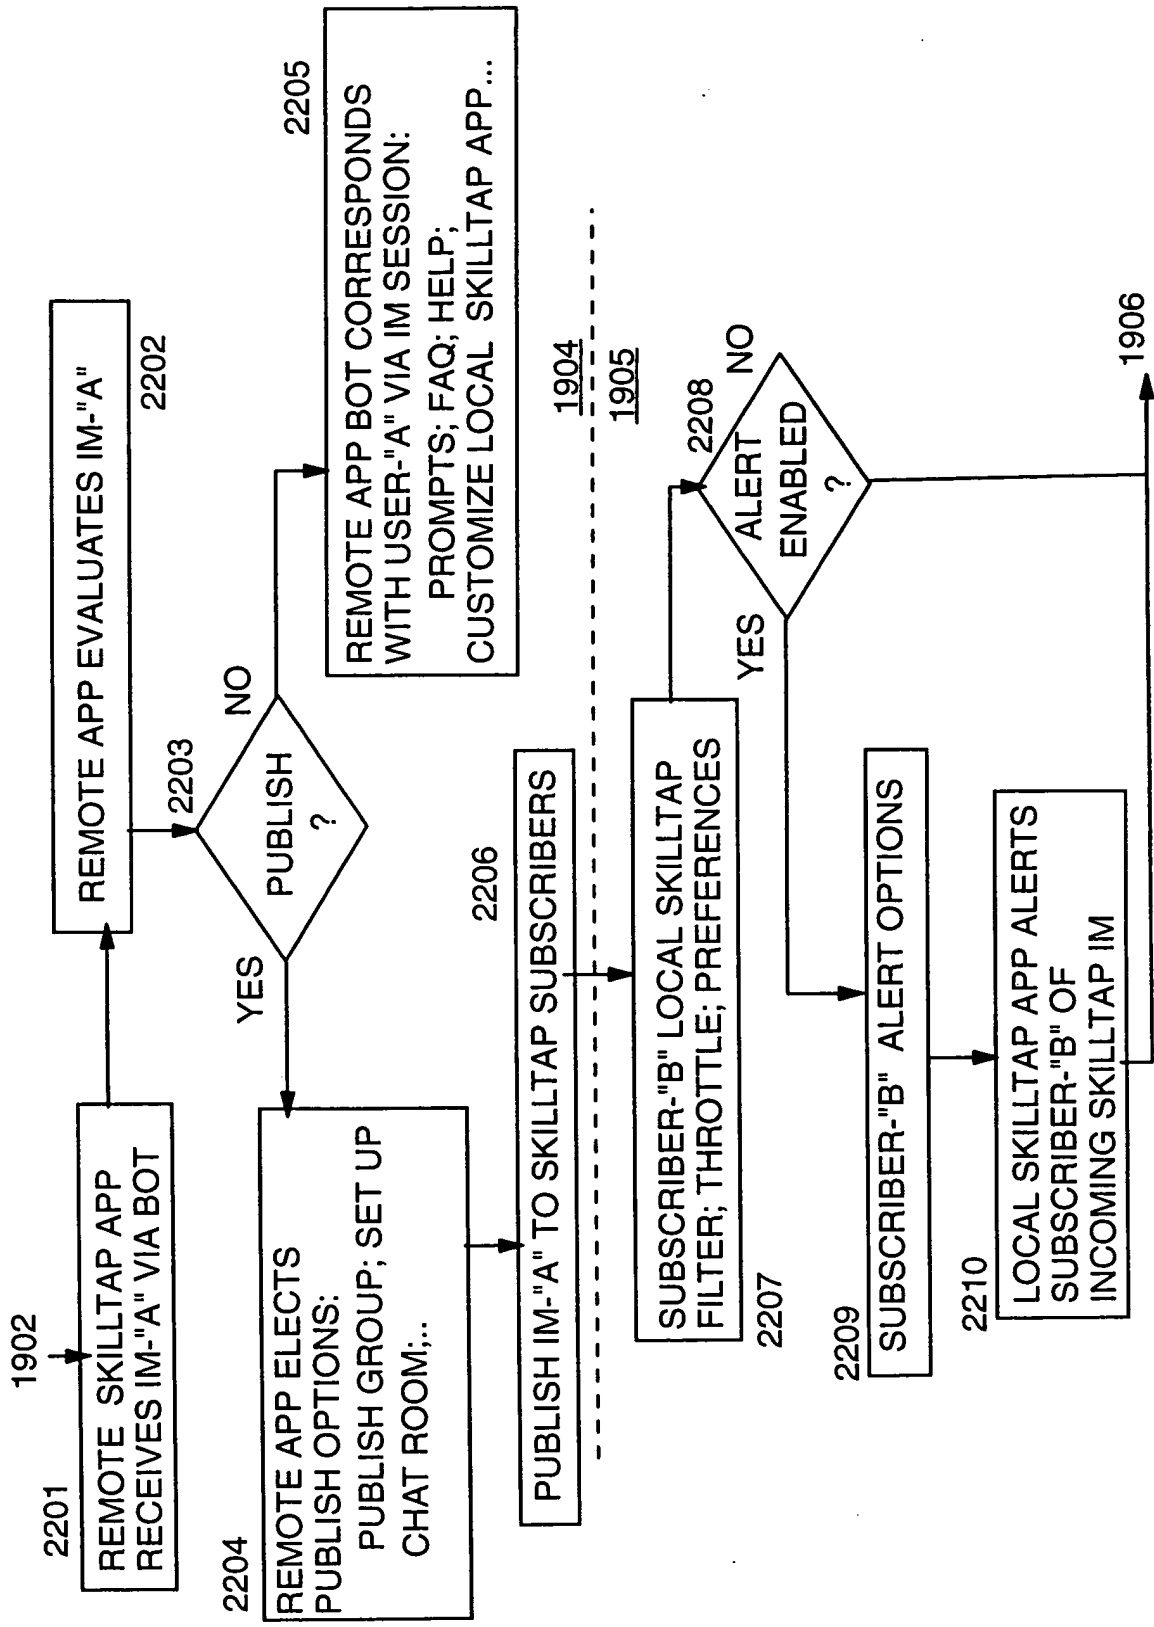 1902
2201
REMOTE SKILLTAP APP
RECEIVES IM-"A" VIA BOT
REMOTE APP EVALUATES IM-"A"
2202
2203
PUBLISH
?
YES
NO
2204
REMOTE APP ELECTS
PUBLISH OPTIONS:
PUBLISH GROUP; SET UP
CHAT ROOM;..
2205
REMOTE APP BOT CORRESPONDS
WITH USER-"A" VIA IM SESSION:
PROMPTS; FAQ; HELP;
CUSTOMIZE LOCAL SKILLTAP APP...
2206
PUBLISH IM-"A" TO SKILLTAP SUBSCRIBERS
1904
1905
SUBSCRIBER-"B" LOCAL SKILLTAP
FILTER; THROTTLE; PREFERENCES
2207
2208
ALERT
ENABLED
?
YES
NO
2209
SUBSCRIBER-"B" ALERT OPTIONS
2210
LOCAL SKILLTAP APP ALERTS
SUBSCRIBER-"B" OF
INCOMING SKILLTAP IM
1906